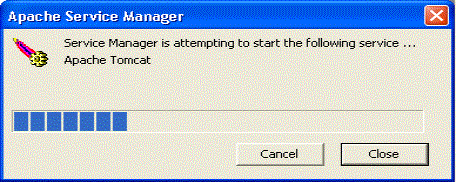 Apache Service Manager
Service Manager is attempting to start the following service ...
Apache Tomcat
Cancel
Close